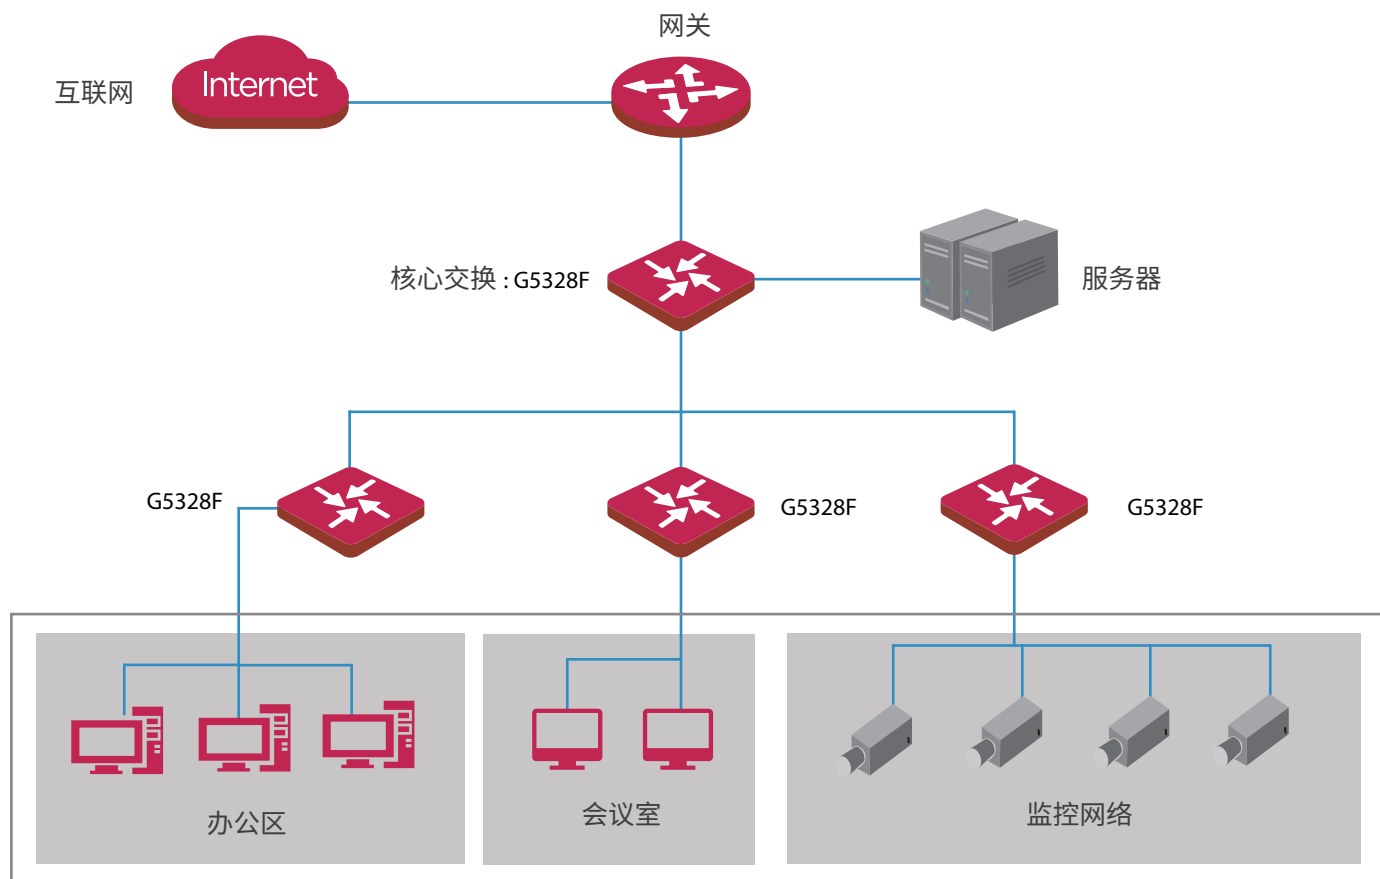 网关
互联网
Internet
核心交换 : G5328F
服务器
G5328F
G5328F
G5328F
办公区
会议室
监控网络